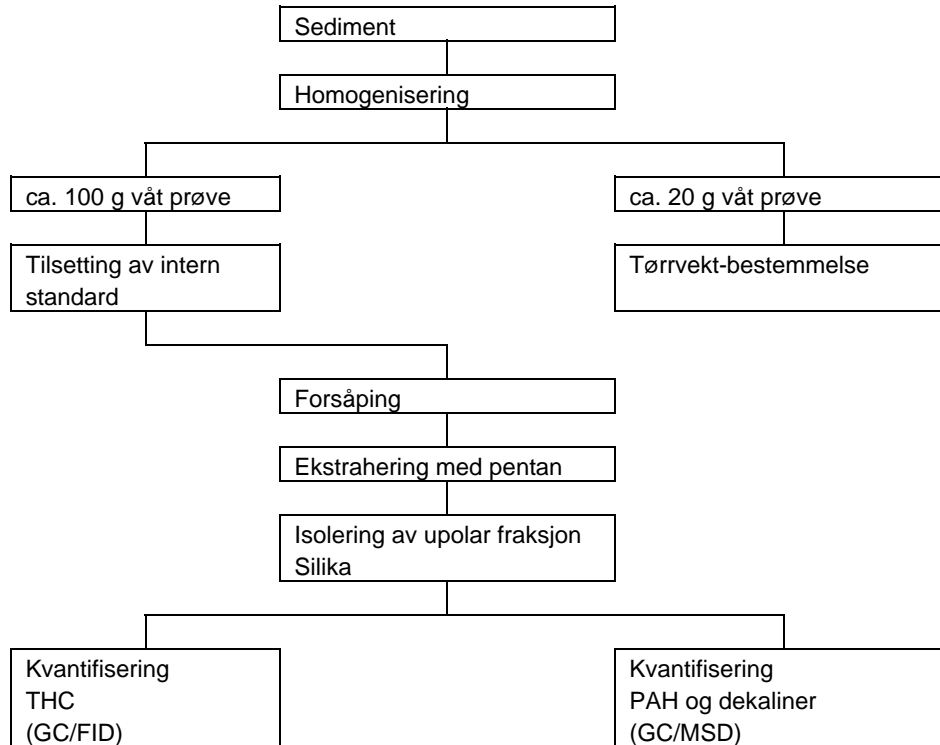 Sediment
Homogenisering
ca. 100 g våt prøve
ca. 20 g våt prøve
Tilsetting av intern
standard
Tørrvekt-bestemmelse
Forsåping
Ekstrahering med pentan
Isolering av upolar fraksjon
Silika
Kvantifisering
THC
(GC/FID)
Kvantifisering
PAH og dekaliner
(GC/MSD)